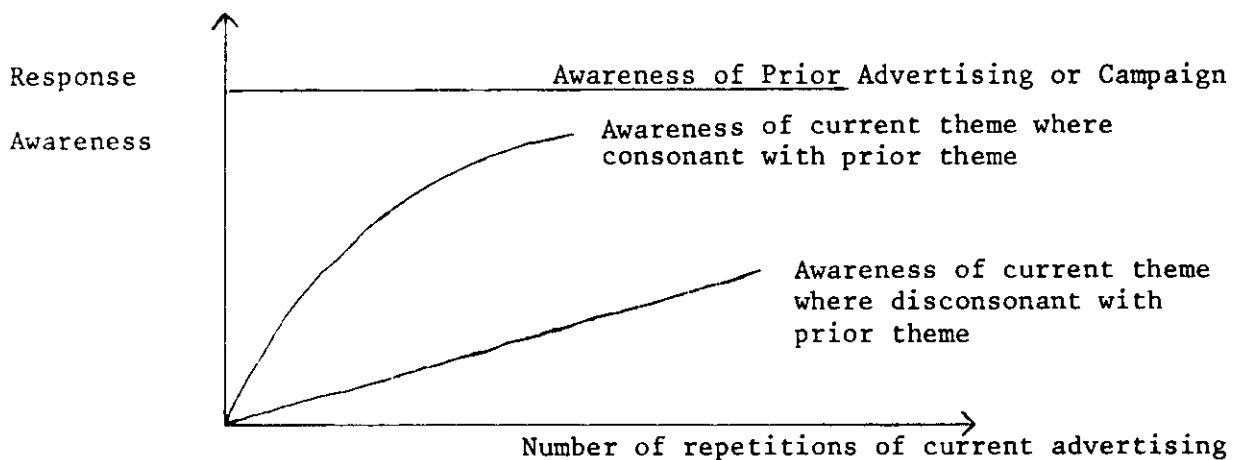 Response
Awareness of Prior Advertising or Campaign
Awareness
Awareness of current theme where
consonant with prior theme
Awareness of current theme
where disconsonant with
prior theme
Number of repetitions of current advertising